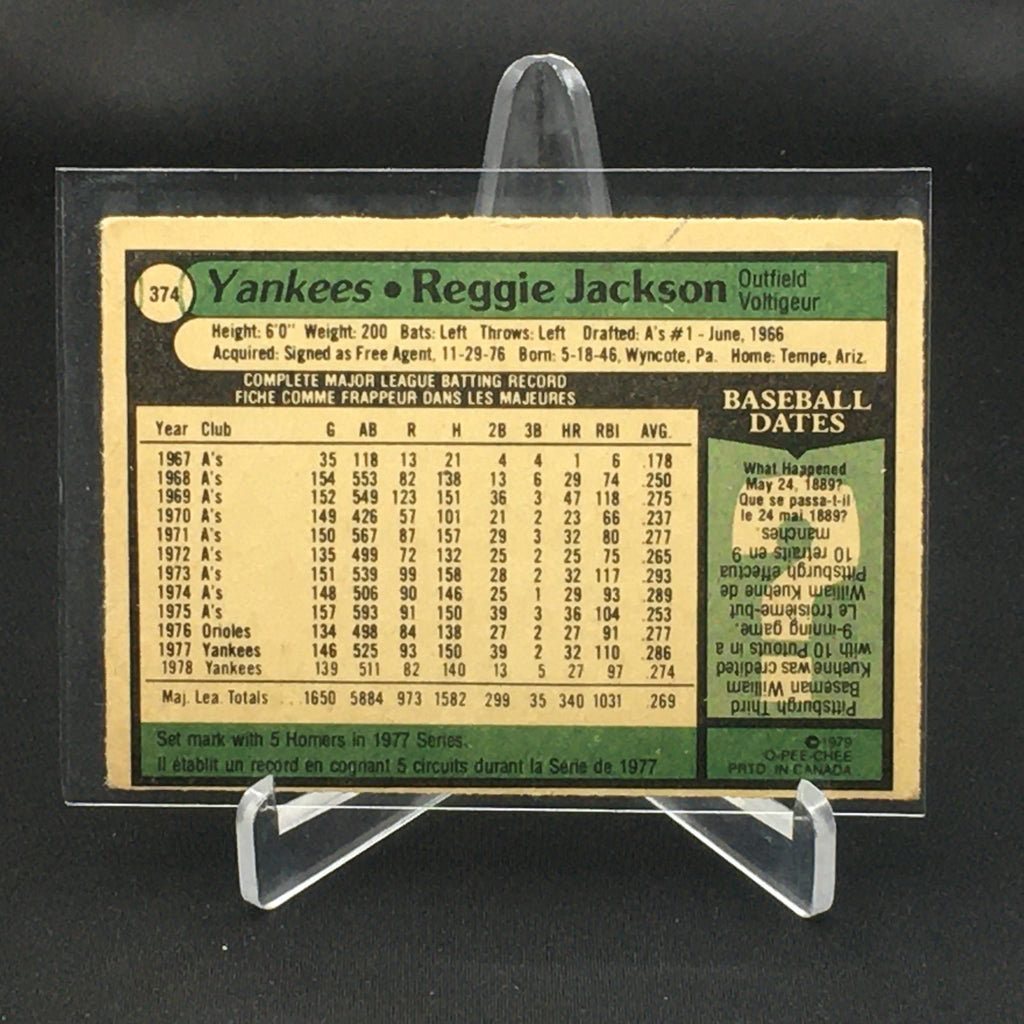 374 Yankees • Reggie Jackson Outfield
Voltigeur
Height: 6'0" Weight: 200 Bats: Left Throws: Left Drafted: A's #1 - June, 1966
Acquired: Signed as Free Agent, 11-29-76 Born: 5-18-46, Wyncote, Pa. Home: Tempe, Ariz.
COMPLETE MAJOR LEAGUE BATTING RECORD
FICHE COMME FRAPPEUR DANS LES MAJEURES
Year Club G AB R H 2B 3B HR RBI AVG.
1967 A's 35 118 13 21 4 4 1 6 .178
1968 A's 154 553 82 138 13 6 29 74 .250
1969 A's 152 549 123 151 36 3 47 118 .275
1970 A's 149 426 57 101 21 2 23 66 .237
1971 A's 150 567 87 157 29 3 32 80 .277
1972 A's 135 499 72 132 25 2 25 75 .265
1973 A's 151 539 99 158 28 2 32 117 .293
1974 A's 148 506 90 146 25 1 29 93 .289
1975 A's 157 593 91 150 39 3 36 104 .253
1976 Orioles 134 498 84 138 27 2 27 91 .277
1977 Yankees 146 525 93 150 39 2 32 110 .286
1978 Yankees 139 511 82 140 13 5 27 97 .274
Maj. Lea. Totals ... 1650 5884 973 1582 299 35 340 1031 .269
Set mark with 5 Homers in 1977 Series.
Il établit un record en cognant 5 circuits durant la Série de 1977
BASEBALL
DATES
What Happened
May 24, 1889?
Que se passa-t-il
le 24 mai 1889?
Pittsburgh Third
Baseman William
Kuehne was credited
with 10 Putouts in a
9-inning game.
Le troisième-but
William Kuehne de
Pittsburgh effectua
10 retraits en 9
manches
© 1979
O-PEE-CHEE
PRTD. IN CANADA